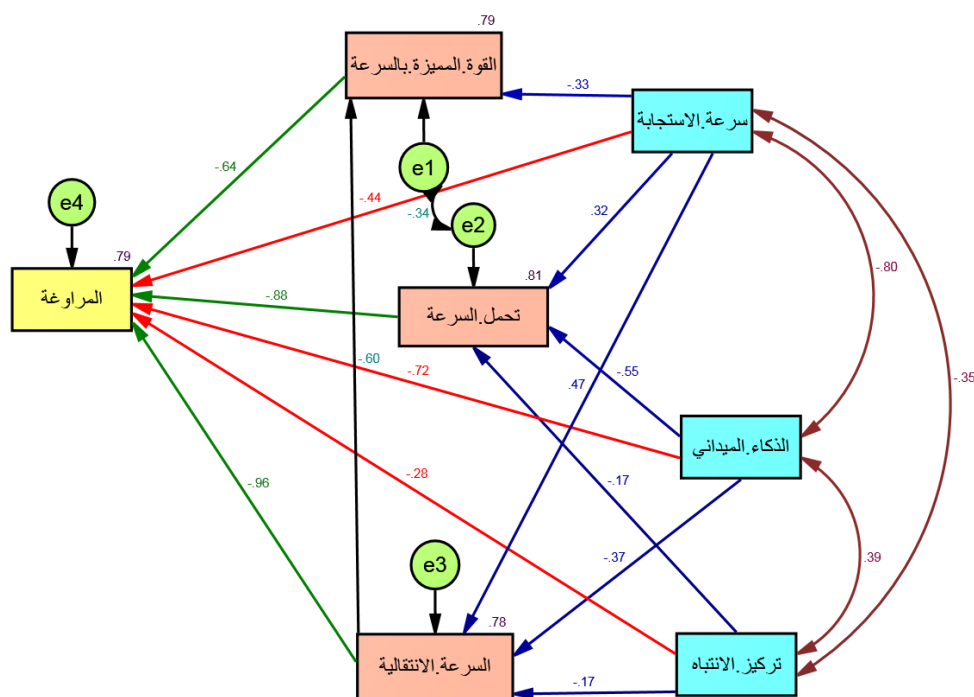 .79
القوة.المميزة.بالسرعة
-.33
سرعة.الاستجابة
e1
-.64
-.44
-.34
e4
e2
.32
-.80
.79
المراوغة
.81
تحمل.السرعة
-.88
-.60
-.72
-.55
.47
-.35
الذكاء.الميداني
-.28
-.17
-.96
-.37
.39
e3
.78
السرعة.الانتقالية
-.17
تركيز.الانتباه